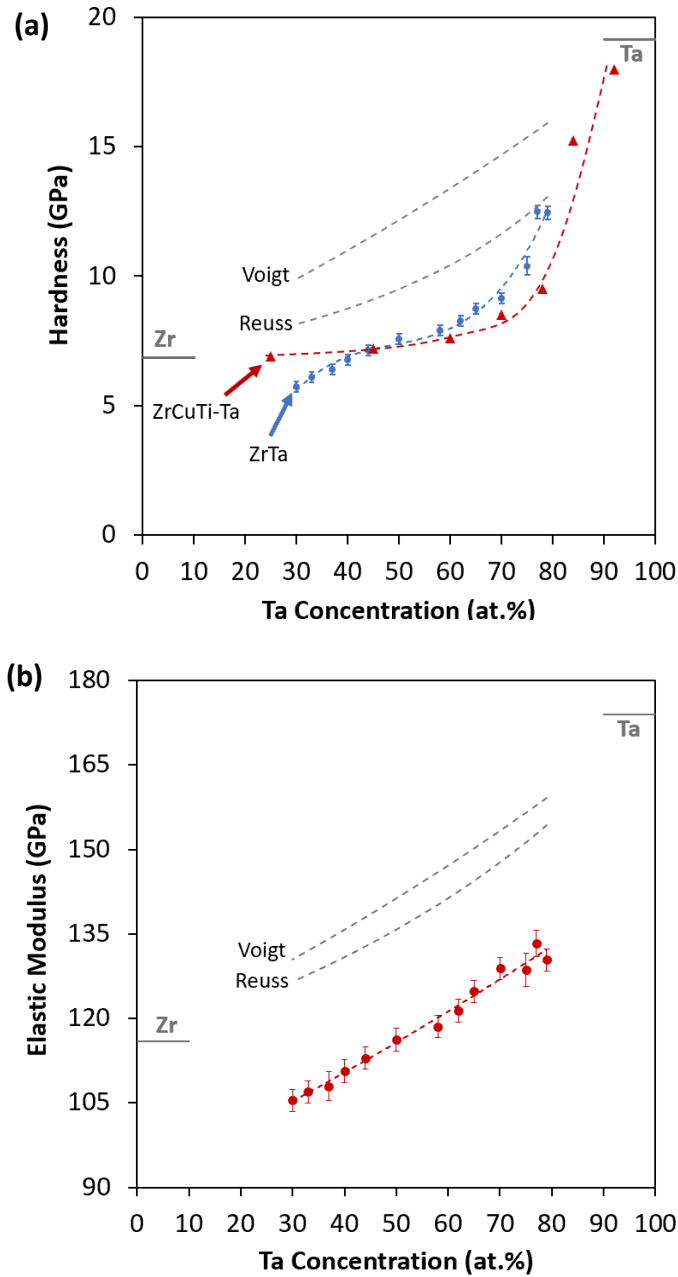 (a)
20
15
10
5
0
Hardness (GPa)
Ta
Voigt
Reuss
Zr
ZrCuTi-Ta
ZrTa
0 10 20 30 40 50 60 70 80 90 100
Ta Concentration (at.%)
(b)
180
165
150
135
120
105
90
Elastic Modulus (GPa)
Ta
Voigt
Reuss
Zr
0 10 20 30 40 50 60 70 80 90 100
Ta Concentration (at.%)